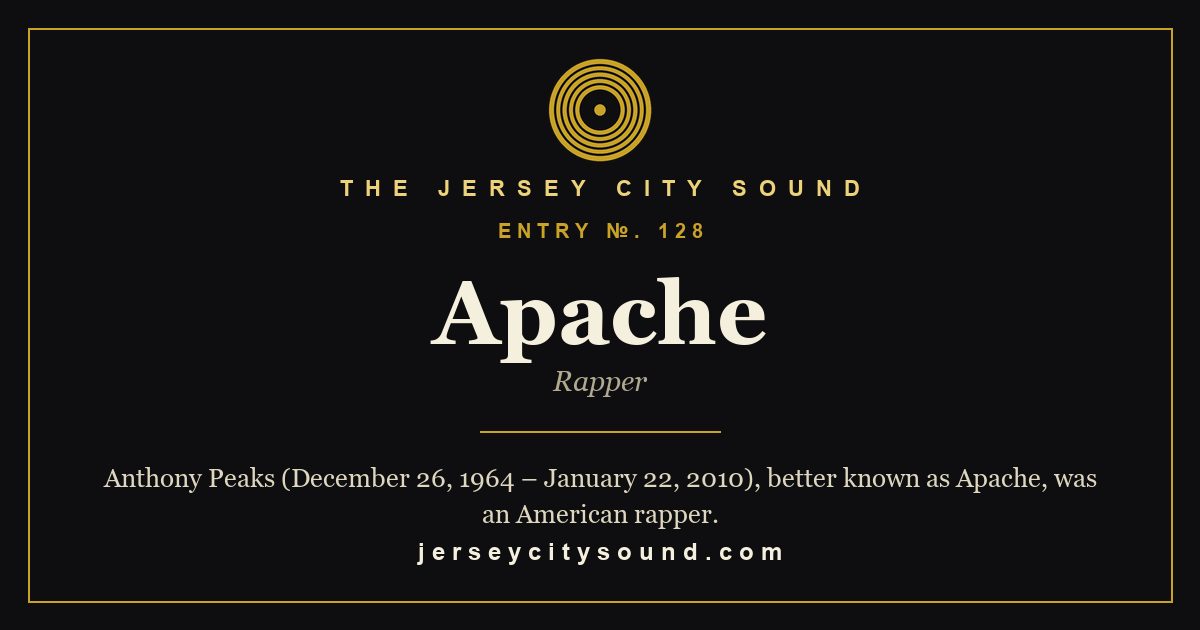 THE JERSEY CITY SOUND
ENTRY №. 128
Apache
Rapper
Anthony Peaks (December 26, 1964 – January 22, 2010), better known as Apache, was
an American rapper.
jerseycitysound.com